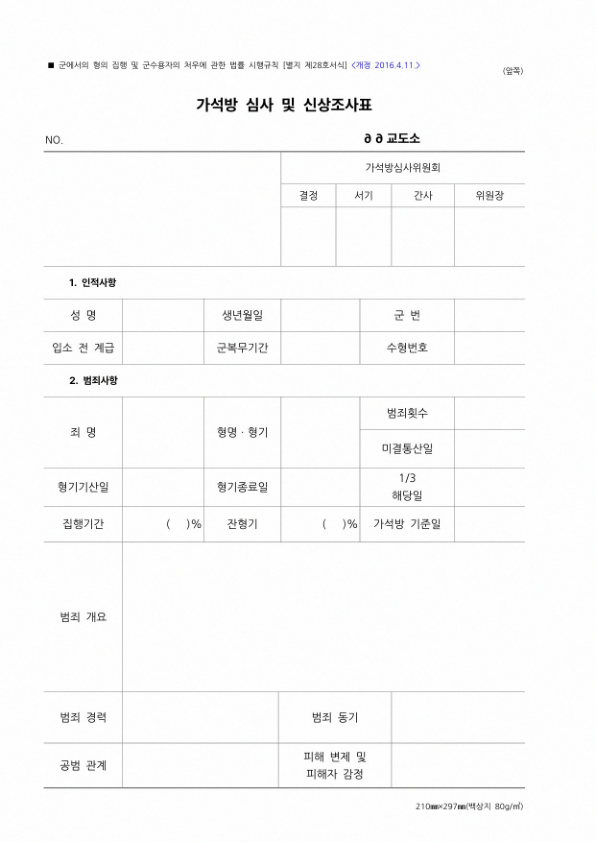 ■ 군에서의 형의 집행 및 군수용자의 처우에 관한 법률 시행규칙 [별지 제28호서식] <개정 2016.4.11.>
(앞쪽)
가석방 심사 및 신상조사표
NO.
∂ ∂ 교도소
가석방심사위원회
결정 서기 간사 위원장
1. 인적사항
성 명 생년월일 군 번
입소 전 계급 군복무기간 수형번호
2. 범죄사항
죄 명 형명·형기 범죄횟수
미결통산일
형기기산일 형기종료일 1/3
해당일
집행기간 ( )% 잔형기 ( )% 가석방 기준일
범죄 개요
범죄 경력 범죄 동기
공범 관계 피해 변제 및
피해자 감정
210㎜×297㎜(백상지 80g/㎡)